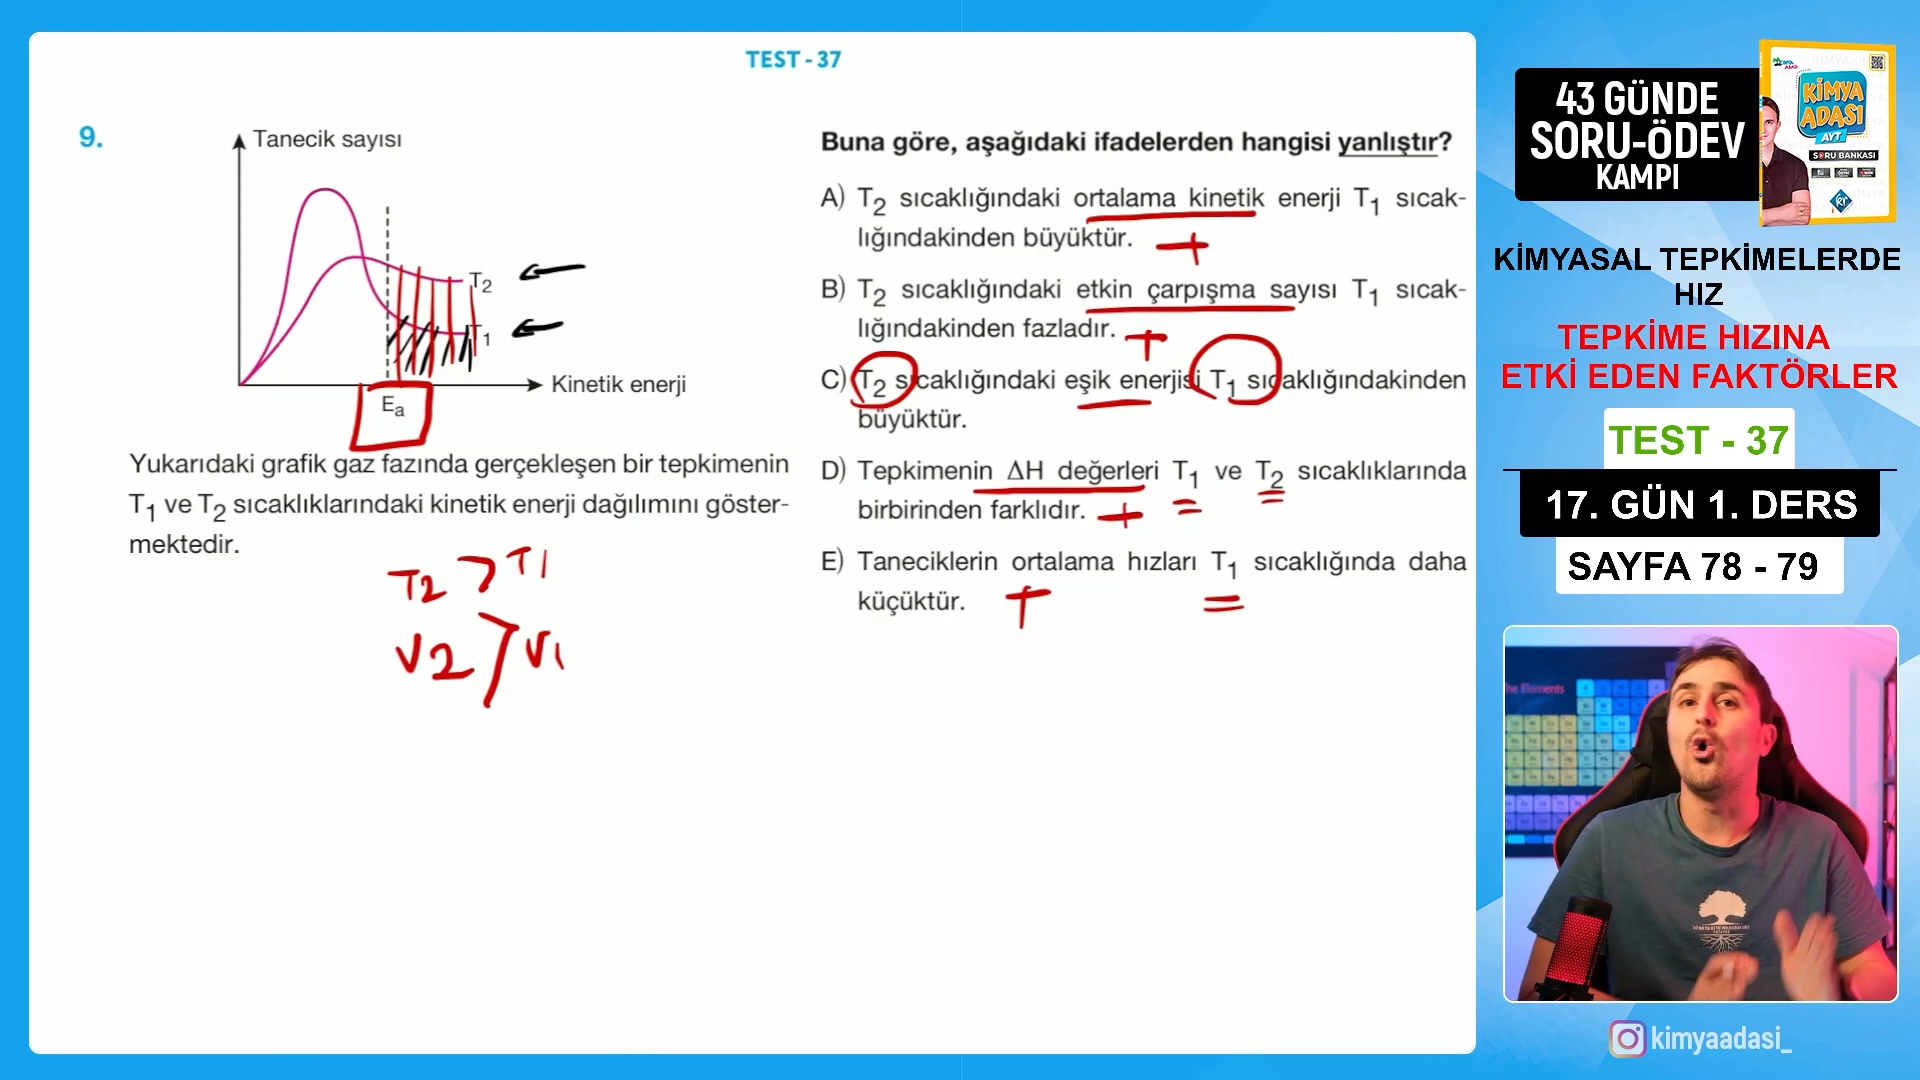 TEST - 37
9.
Tanecik sayısı
T2
T1
Kinetik enerji
Ea
Yukarıdaki grafik gaz fazında gerçekleşen bir tepkimenin
T1 ve T2 sıcaklıklarındaki kinetik enerji dağılımını göster-
mektedir.
T2 > T1
V2 > V1
Buna göre, aşağıdaki ifadelerden hangisi yanlıştır?
A) T2 sıcaklığındaki ortalama kinetik enerji T1 sıcak-
lığındakinden büyüktür. +
B) T2 sıcaklığındaki etkin çarpışma sayısı T1 sıcak-
lığındakinden fazladır. +
C) T2 sıcaklığındaki eşik enerjisi T1 sıcaklığındakinden
büyüktür.
D) Tepkimenin ΔH değerleri T1 ve T2 sıcaklıklarında
birbirinden farklıdır. +
E) Taneciklerin ortalama hızları T1 sıcaklığında daha
küçüktür. +
43 GÜNDE
SORU-ÖDEV
KAMPI
KİMYA
ADASI
AYT
SORU BANKASI
KİMYASAL TEPKİMELERDE
HIZ
TEPKİME HIZINA
ETKİ EDEN FAKTÖRLER
TEST - 37
17. GÜN 1. DERS
SAYFA 78 - 79
he Elements
kimyaadasi_